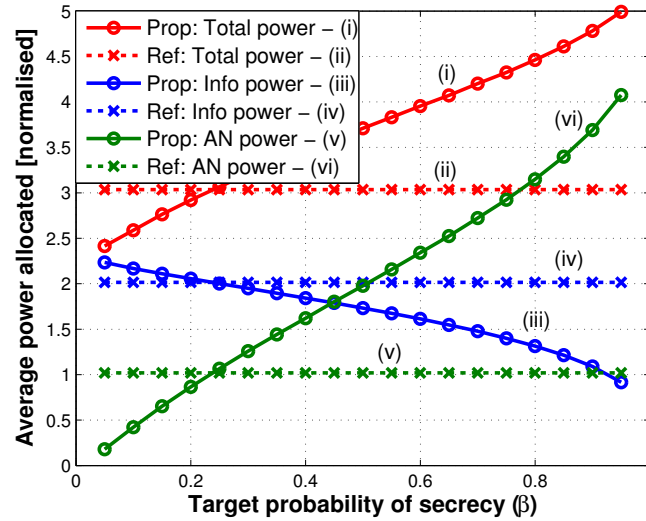 5
4.5
4
3.5
3
2.5
2
1.5
1
0.5
0
Average power allocated [normalised]
Prop: Total power – (i)
Ref: Total power – (ii)
Prop: Info power – (iii)
Ref: Info power – (iv)
Prop: AN power – (v)
Ref: AN power – (vi)
(i)
(vi)
(ii)
(iv)
(iii)
(v)
0 0.2 0.4 0.6 0.8 1
Target probability of secrecy (β)